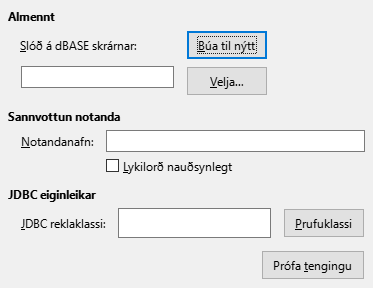 Almennt
Slóð á dBASE skrárnar:
Búa til nýtt
Velja...
Sannvottun notanda
Notandanafn:
Lykilorð nauðsynlegt
JDBC eiginleikar
JDBC reklaklassi:
Prufuklassi
Prófa tengingu